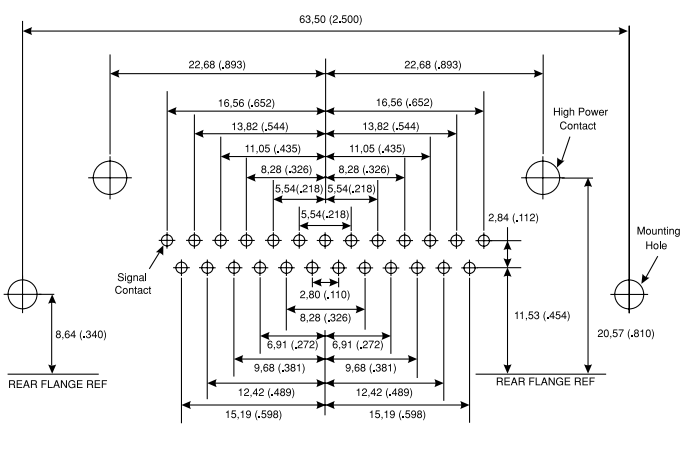 63,50 (2.500)
22,68 (.893) 22,68 (.893)
16,56 (.652) 16,56 (.652)
13,82 (.544) 13,82 (.544)
High Power
Contact
11,05 (.435) 11,05 (.435)
8,28 (.326) 8,28 (.326)
5,54(.218) 5,54(.218)
5,54(.218)
2,84 (.112)
Mounting
Hole
Signal
Contact
2,80 (.110)
8,28 (.326)
11,53 (.454)
8,64 (.340)
20,57 (.810)
6,91 (.272) 6,91 (.272)
9,68 (.381) 9,68 (.381)
REAR FLANGE REF REAR FLANGE REF
12,42 (.489) 12,42 (.489)
15,19 (.598) 15,19 (.598)